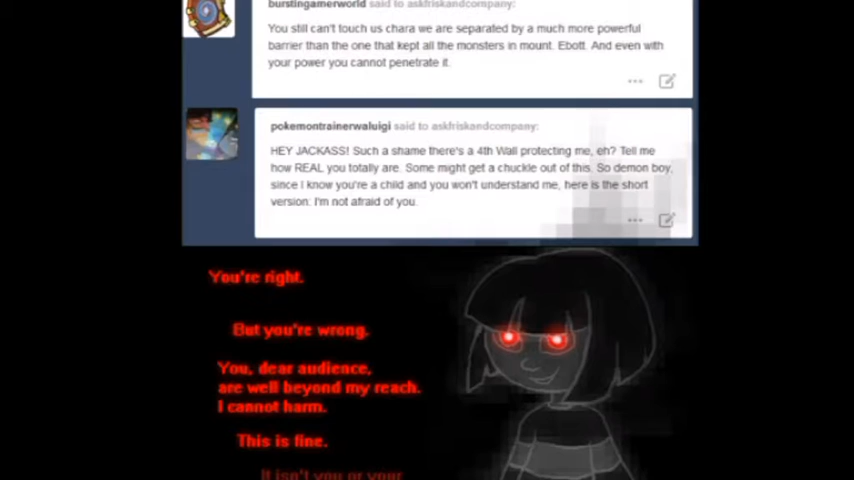 burstingamerworld said to askfriskandcompany:
You still can't touch us chara we are separated by a much more powerful
barrier than the one that kept all the monsters in mount. Ebott. And even with
your power you cannot penetrate it.
pokemontrainerwaluigi said to askfriskandcompany:
HEY JACKASS! Such a shame there's a 4th Wall protecting me, eh? Tell me
how REAL you totally are. Some might get a chuckle out of this. So demon boy,
since I know you're a child and you won't understand me, here is the short
version: I'm not afraid of you.
You're right.
But you're wrong.
You, dear audience,
are well beyond my reach.
I cannot harm.
This is fine.
It isn't you or your